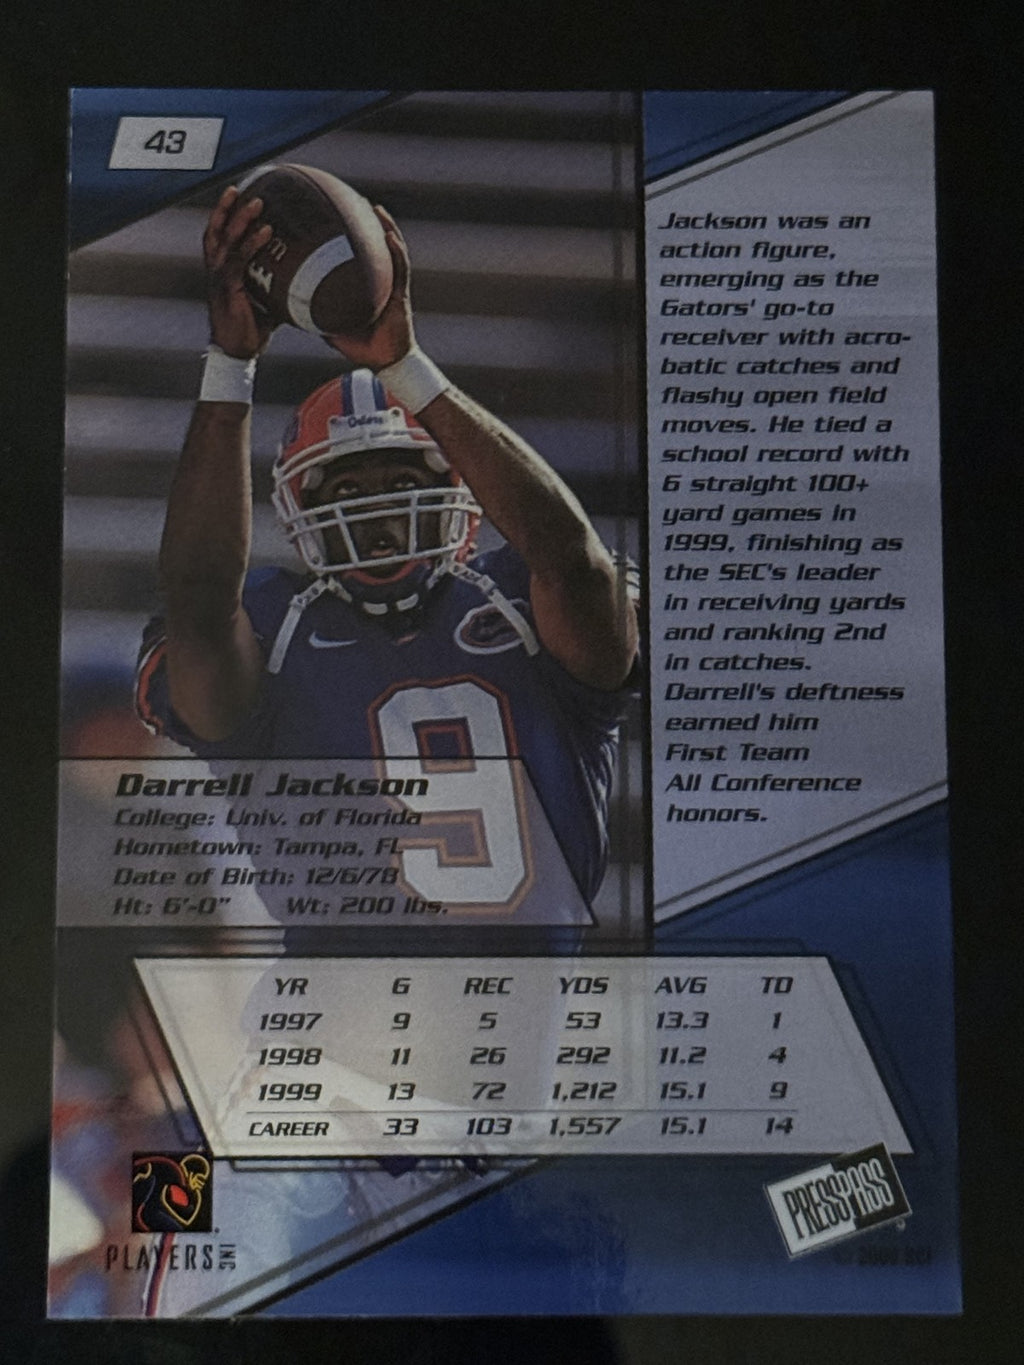 43
Jackson was an
action figure,
emerging as the
Gators' go-to
receiver with acro-
batic catches and
flashy open field
moves. He tied a
school record with
6 straight 100+
yard games in
1999, finishing as
the SEC's leader
in receiving yards
and ranking 2nd
in catches.
Darrell's deftness
earned him
First Team
All Conference
honors.
9
Darrell Jackson
College: Univ. of Florida
Hometown: Tampa, FL
Date of Birth: 12/6/78
Ht: 6'-0" Wt: 200 lbs.
YR G REC YDS AVG TD
1997 9 5 53 13.3 1
1998 11 26 292 11.2 4
1999 13 72 1,212 15.1 9
CAREER 33 103 1,557 15.1 14
PLAYERS INC
PRESS PASS